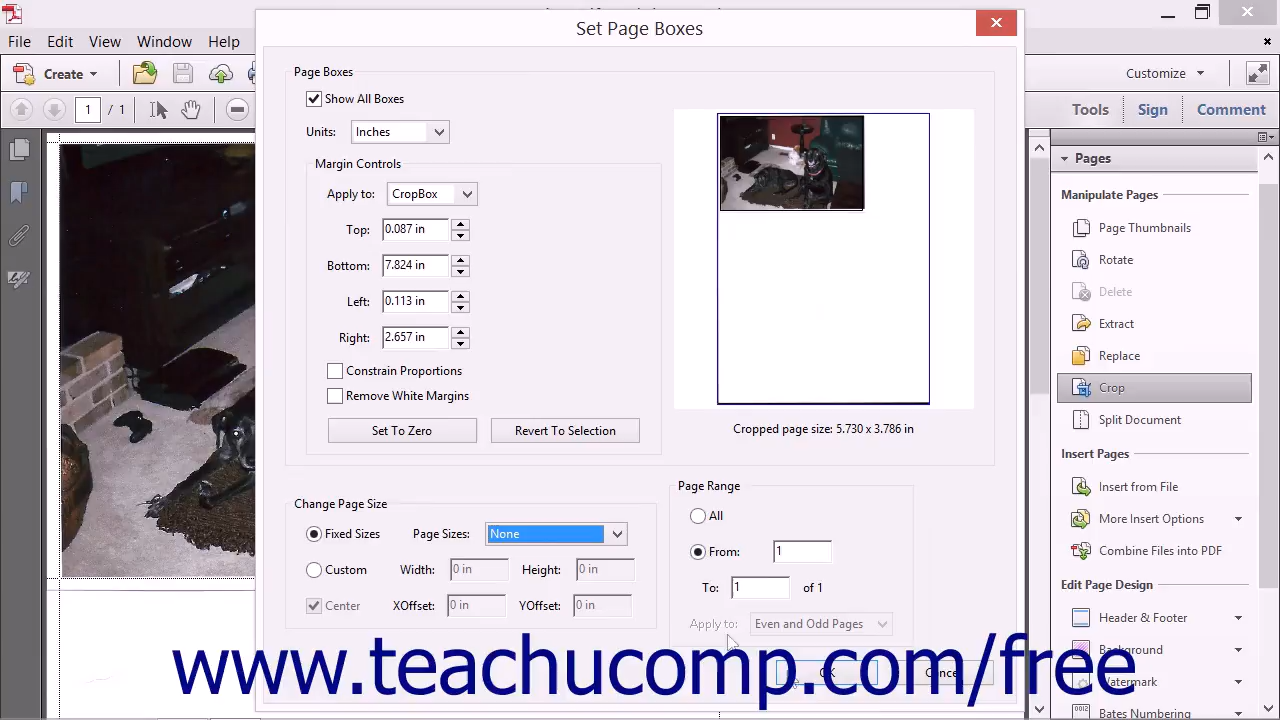 Set Page Boxes
File Edit View Window Help
Create
Customize
1 / 1
Tools Sign Comment
Page Boxes
Show All Boxes
Units: Inches
Margin Controls
Apply to: CropBox
Top: 0.087 in
Bottom: 7.824 in
Left: 0.113 in
Right: 2.657 in
Constrain Proportions
Remove White Margins
Set To Zero Revert To Selection
Cropped page size: 5.730 x 3.786 in
Change Page Size
Fixed Sizes Page Sizes: None
Custom Width: 0 in Height: 0 in
Center XOffset: 0 in YOffset: 0 in
Page Range
All
From: 1
To: 1 of 1
Apply to: Even and Odd Pages
OK Cancel
Pages
Manipulate Pages
Page Thumbnails
Rotate
Delete
Extract
Replace
Crop
Split Document
Insert Pages
Insert from File
More Insert Options
Combine Files into PDF
Edit Page Design
Header & Footer
Background
Watermark
Bates Numbering
www.teachucomp.com/free